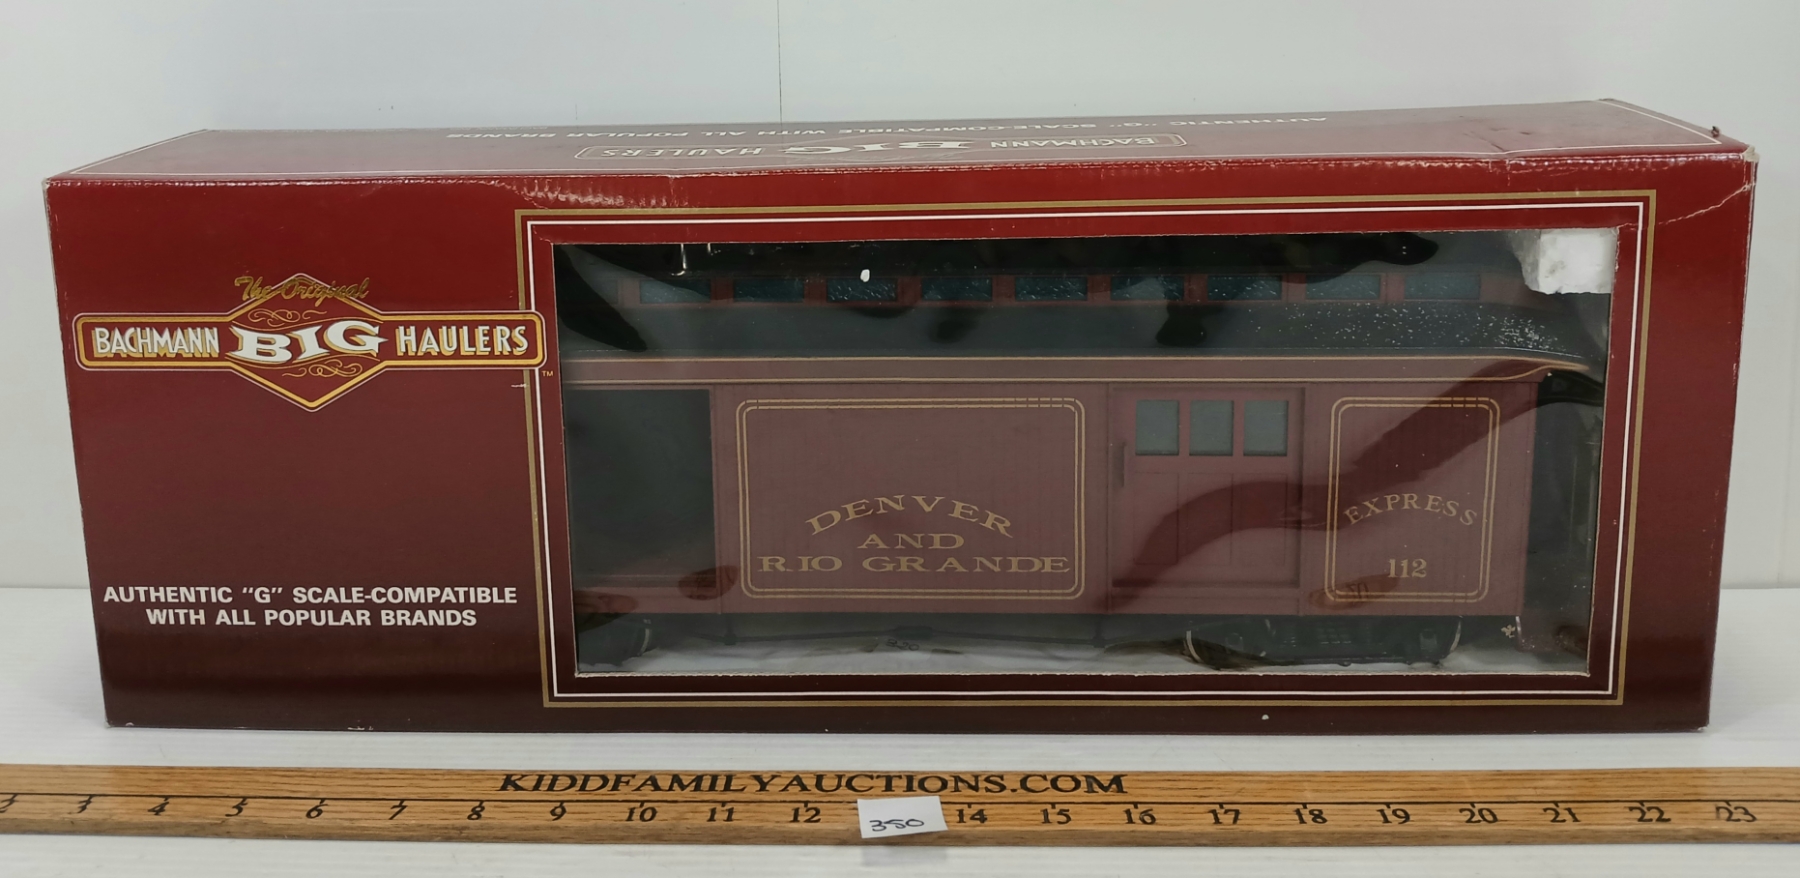 AUTHENTIC "G" SCALE-COMPATIBLE WITH ALL POPULAR BRANDS
BACHMANN BIG HAULERS
The Original
BACHMANN BIG HAULERS
TM
AUTHENTIC "G" SCALE-COMPATIBLE
WITH ALL POPULAR BRANDS
DENVER
AND
RIO GRANDE
EXPRESS
112
KIDDFAMILYAUCTIONS.COM
2 3 4 5 6 7 8 9 10 11 12 14 15 16 17 18 19 20 21 22 23
350